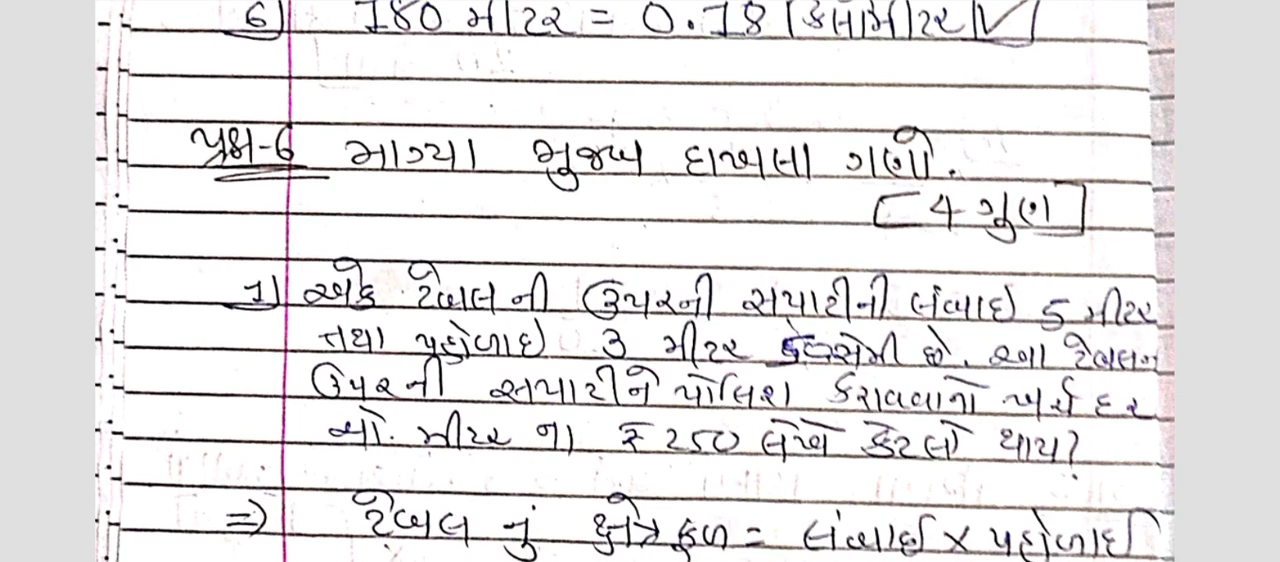 6) 180 મીટર = 0.18 કિલોમીટર ✓
પ્રશ્ન-6 માગ્યા મુજબ દાખલા ગણો.
[4 ગુણ]
1) એક ટેબલ ની ઉપરની સપાટીની લંબાઈ 5 મીટર
તથા પહોળાઈ 3 મીટર છે. આ ટેબલની
ઉપરની સપાટીને પોલિશ કરાવવાનો ખર્ચ દર
ચો. મીટર ના ₹250 લેખે કેટલો થાય?
=> ટેબલ નું ક્ષેત્રફળ = લંબાઈ × પહોળાઈ